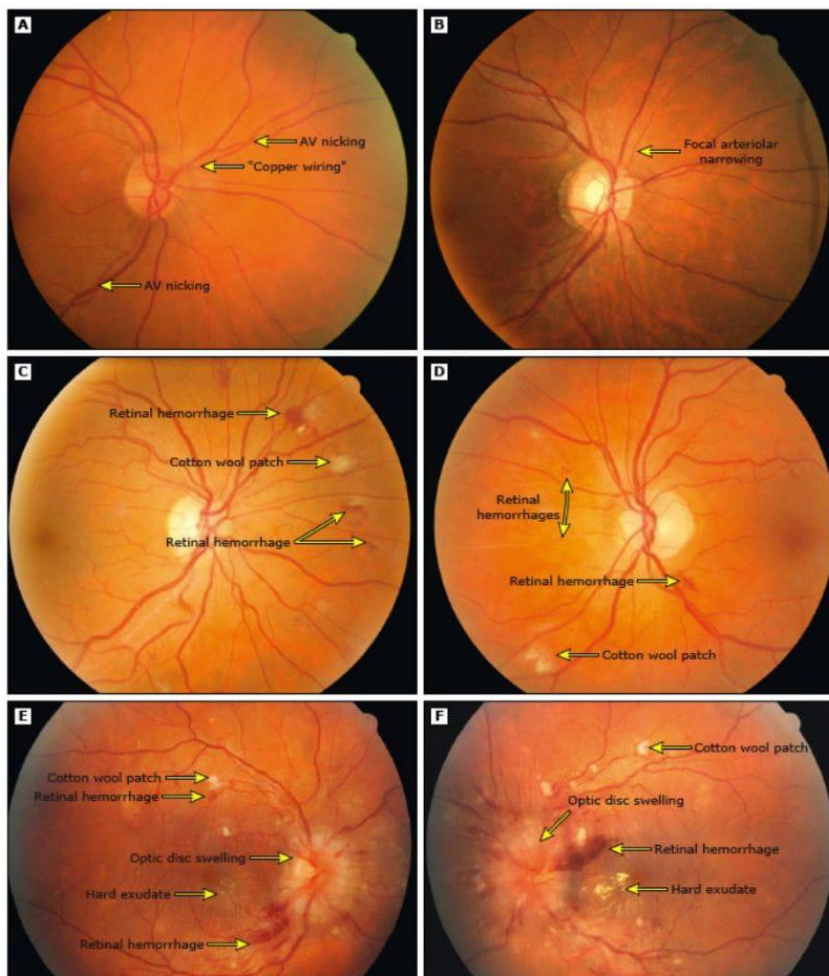 A
AV nicking
"Copper wiring"
AV nicking
B
Focal arteriolar
narrowing
C
Retinal hemorrhage
Cotton wool patch
Retinal hemorrhage
D
Retinal
hemorrhages
Retinal hemorrhage
Cotton wool patch
E
Cotton wool patch
Retinal hemorrhage
Optic disc swelling
Hard exudate
Retinal hemorrhage
F
Cotton wool patch
Optic disc swelling
Retinal hemorrhage
Hard exudate